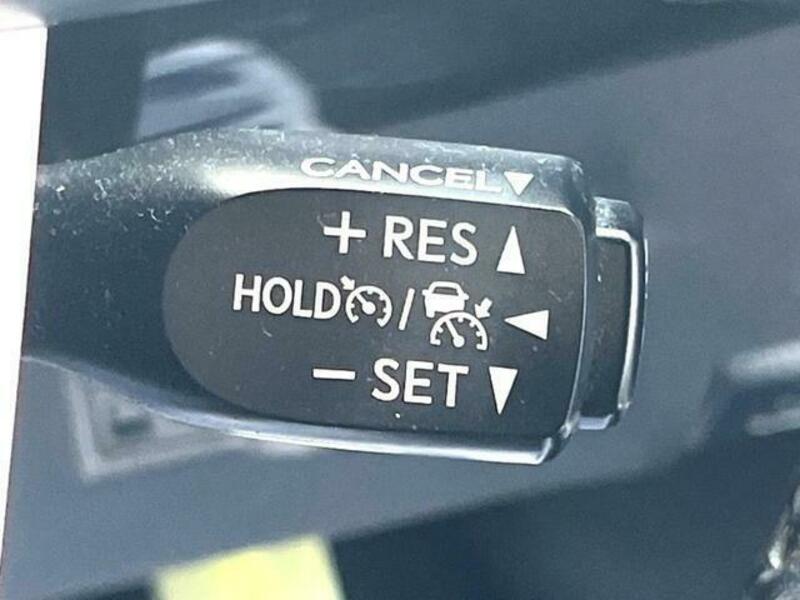 CANCEL▼
+ RES ▲
HOLD / ◀
− SET ▼